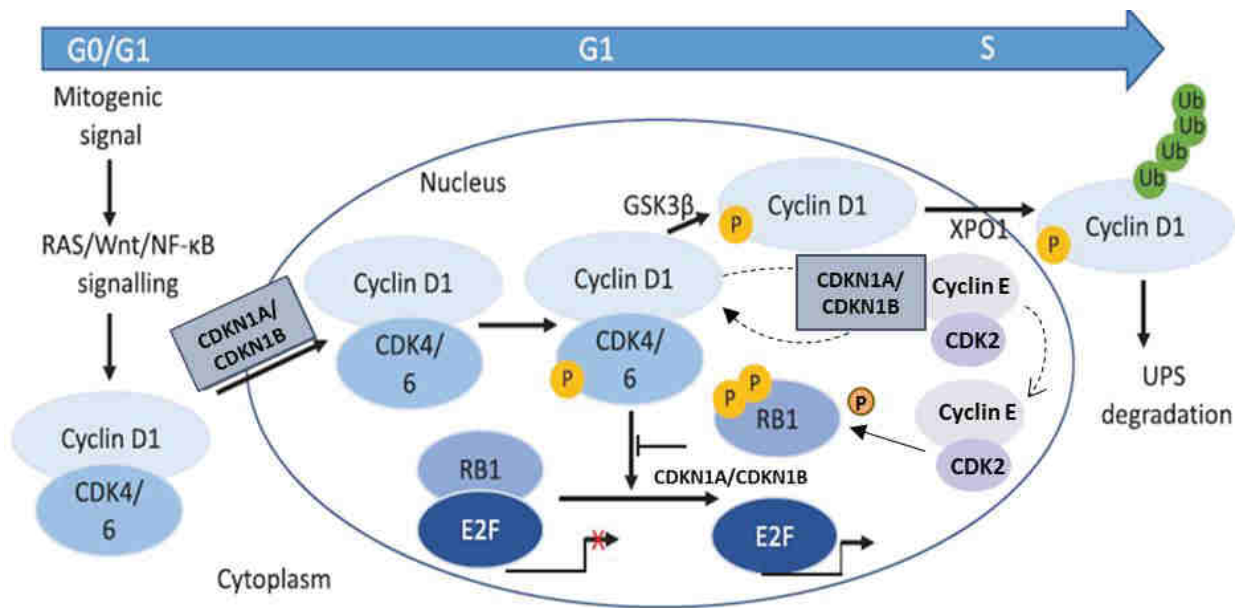 G0/G1 G1 S
Mitogenic
signal
RAS/Wnt/NF-κB
signalling
Cyclin D1
CDK4/
6
Cytoplasm
CDKN1A/
CDKN1B
Nucleus
Cyclin D1
CDK4/
6
GSK3β
Cyclin D1
CDK4/
6
P
P
Cyclin D1
XPO1
CDKN1A/
CDKN1B
Cyclin E
CDK2
Cyclin E
CDK2
P
P
P
RB1
CDKN1A/CDKN1B
RB1
E2F
E2F
Ub
Ub
Ub
Ub
P
Cyclin D1
UPS
degradation